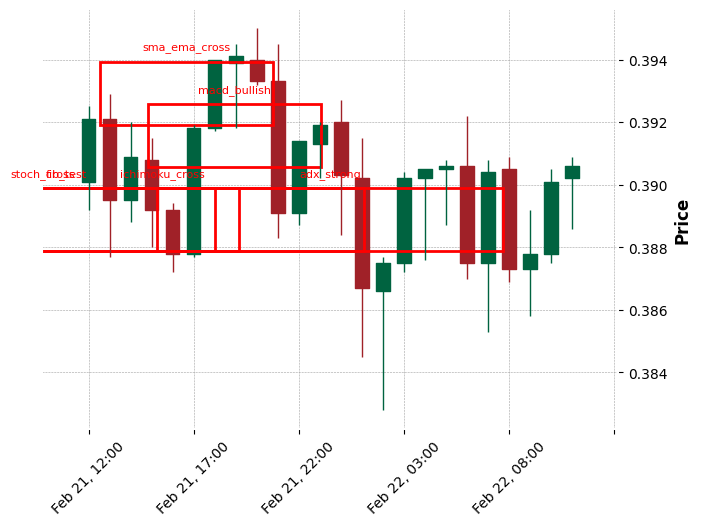 sma_ema_cross
macd_bullish
stoch_cross
fib_test
ichimoku_cross
adx_strong
0.394
0.392
0.390
0.388
0.386
0.384
Price
Feb 21, 12:00
Feb 21, 17:00
Feb 21, 22:00
Feb 22, 03:00
Feb 22, 08:00